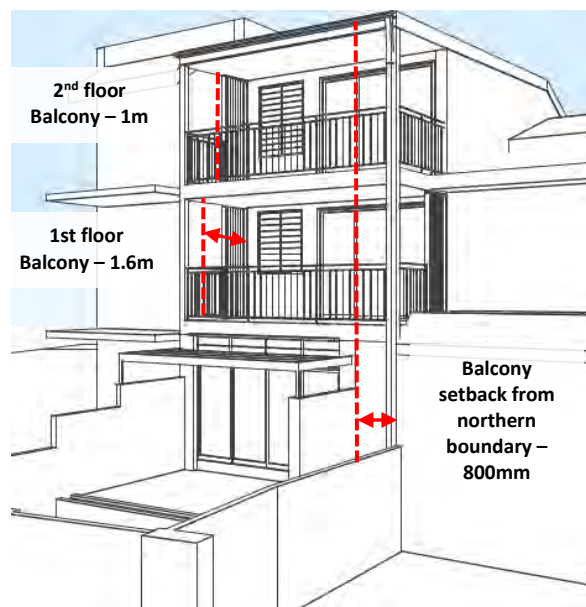 2nd floor
Balcony – 1m
1st floor
Balcony – 1.6m
Balcony
setback from
northern
boundary –
800mm